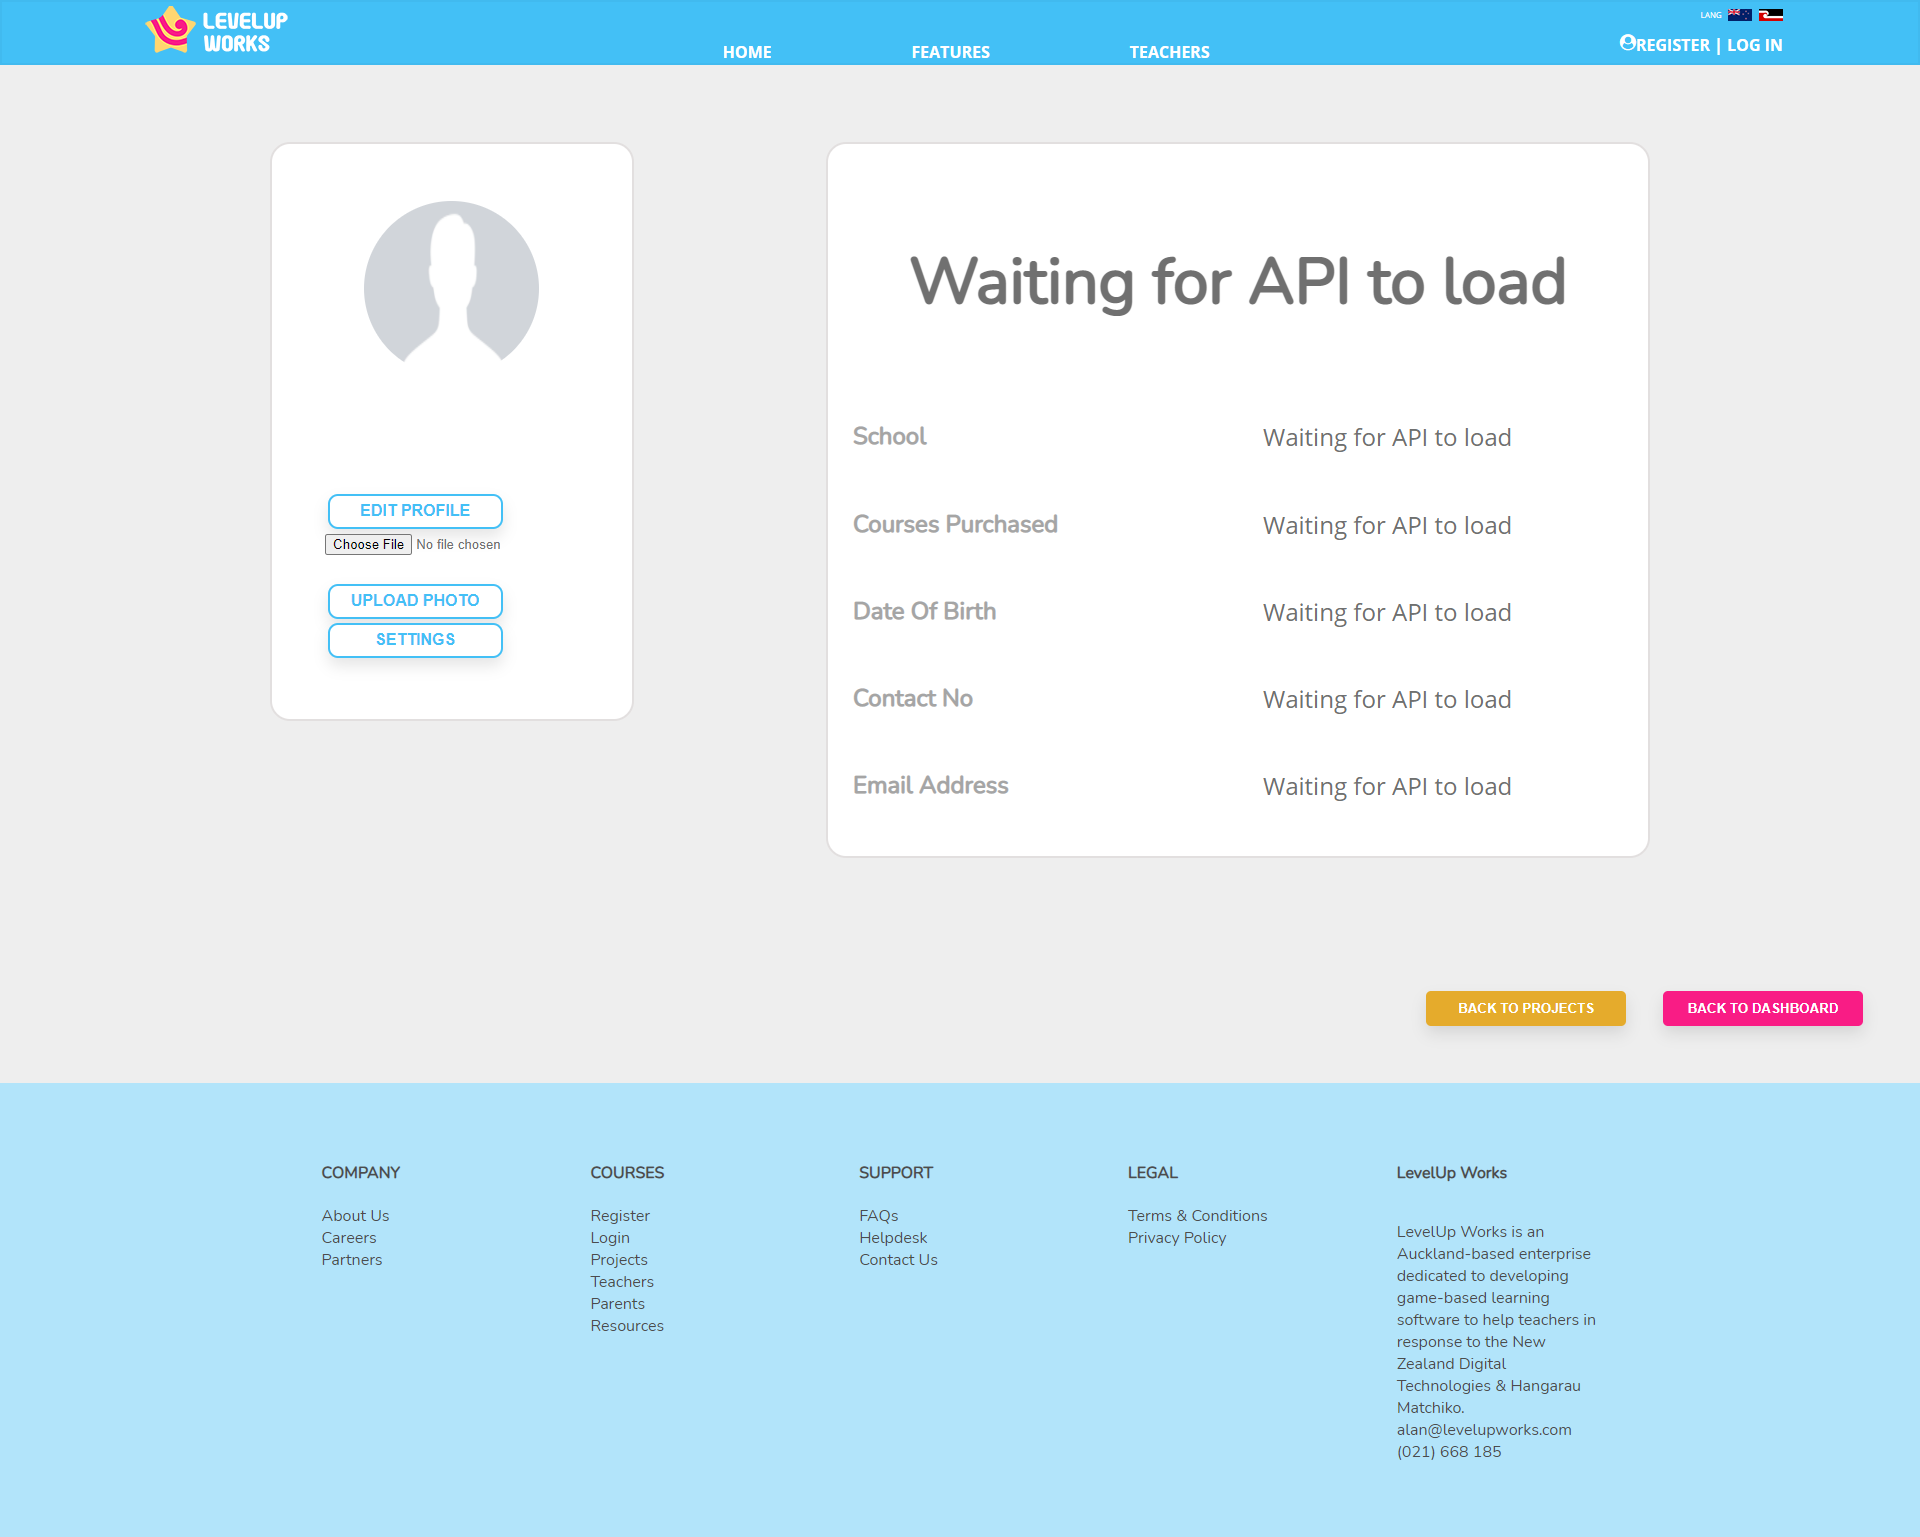 LEVELUP
WORKS
HOME
FEATURES
TEACHERS
LANG
REGISTER | LOG IN
EDIT PROFILE
Choose File No file chosen
UPLOAD PHOTO
SETTINGS
Waiting for API to load
School Waiting for API to load
Courses Purchased Waiting for API to load
Date Of Birth Waiting for API to load
Contact No Waiting for API to load
Email Address Waiting for API to load
BACK TO PROJECTS
BACK TO DASHBOARD
COMPANY
About Us
Careers
Partners
COURSES
Register
Login
Projects
Teachers
Parents
Resources
SUPPORT
FAQs
Helpdesk
Contact Us
LEGAL
Terms & Conditions
Privacy Policy
LevelUp Works
LevelUp Works is an
Auckland-based enterprise
dedicated to developing
game-based learning
software to help teachers in
response to the New
Zealand Digital
Technologies & Hangarau
Matchiko.
alan@levelupworks.com
(021) 668 185